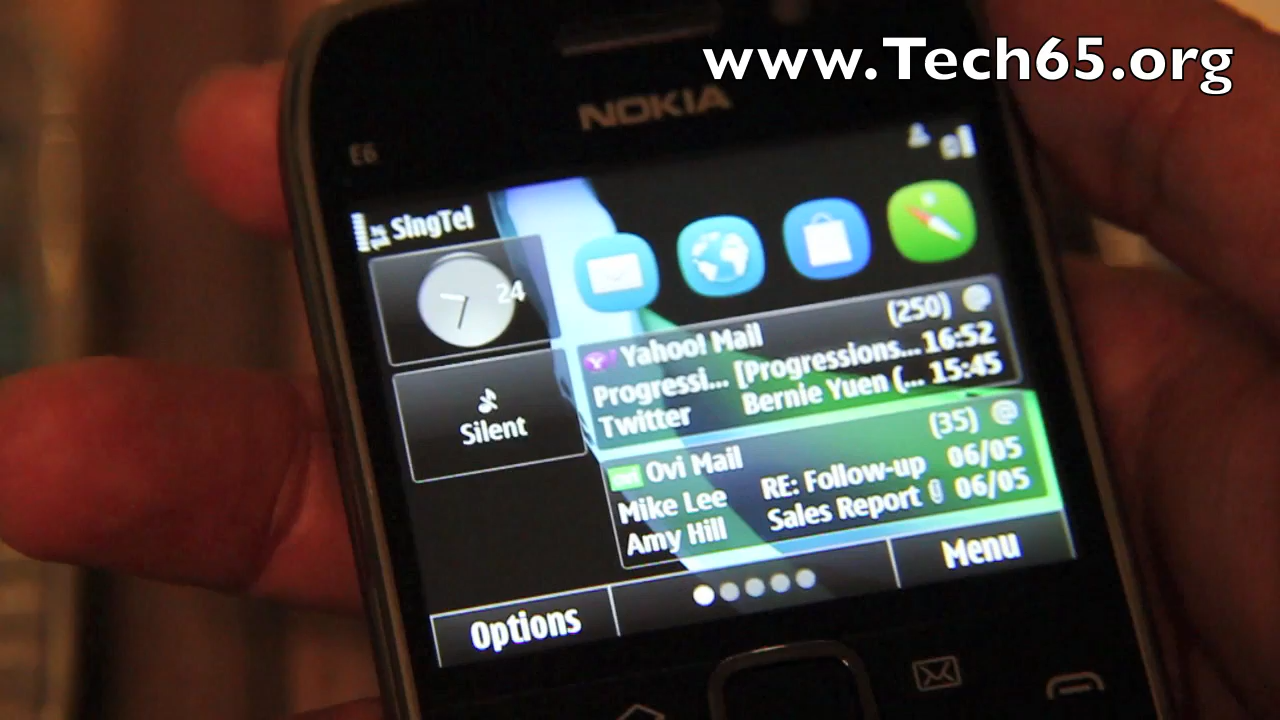 www.Tech65.org
NOKIA
E6
SingTel
24
Silent
Yahoo! Mail (250) @
Progressi... [Progressions... 16:52
Twitter Bernie Yuen (... 15:45
Ovi Mail (35) @
Mike Lee RE: Follow-up 06/05
Amy Hill Sales Report 06/05
Options
Menu